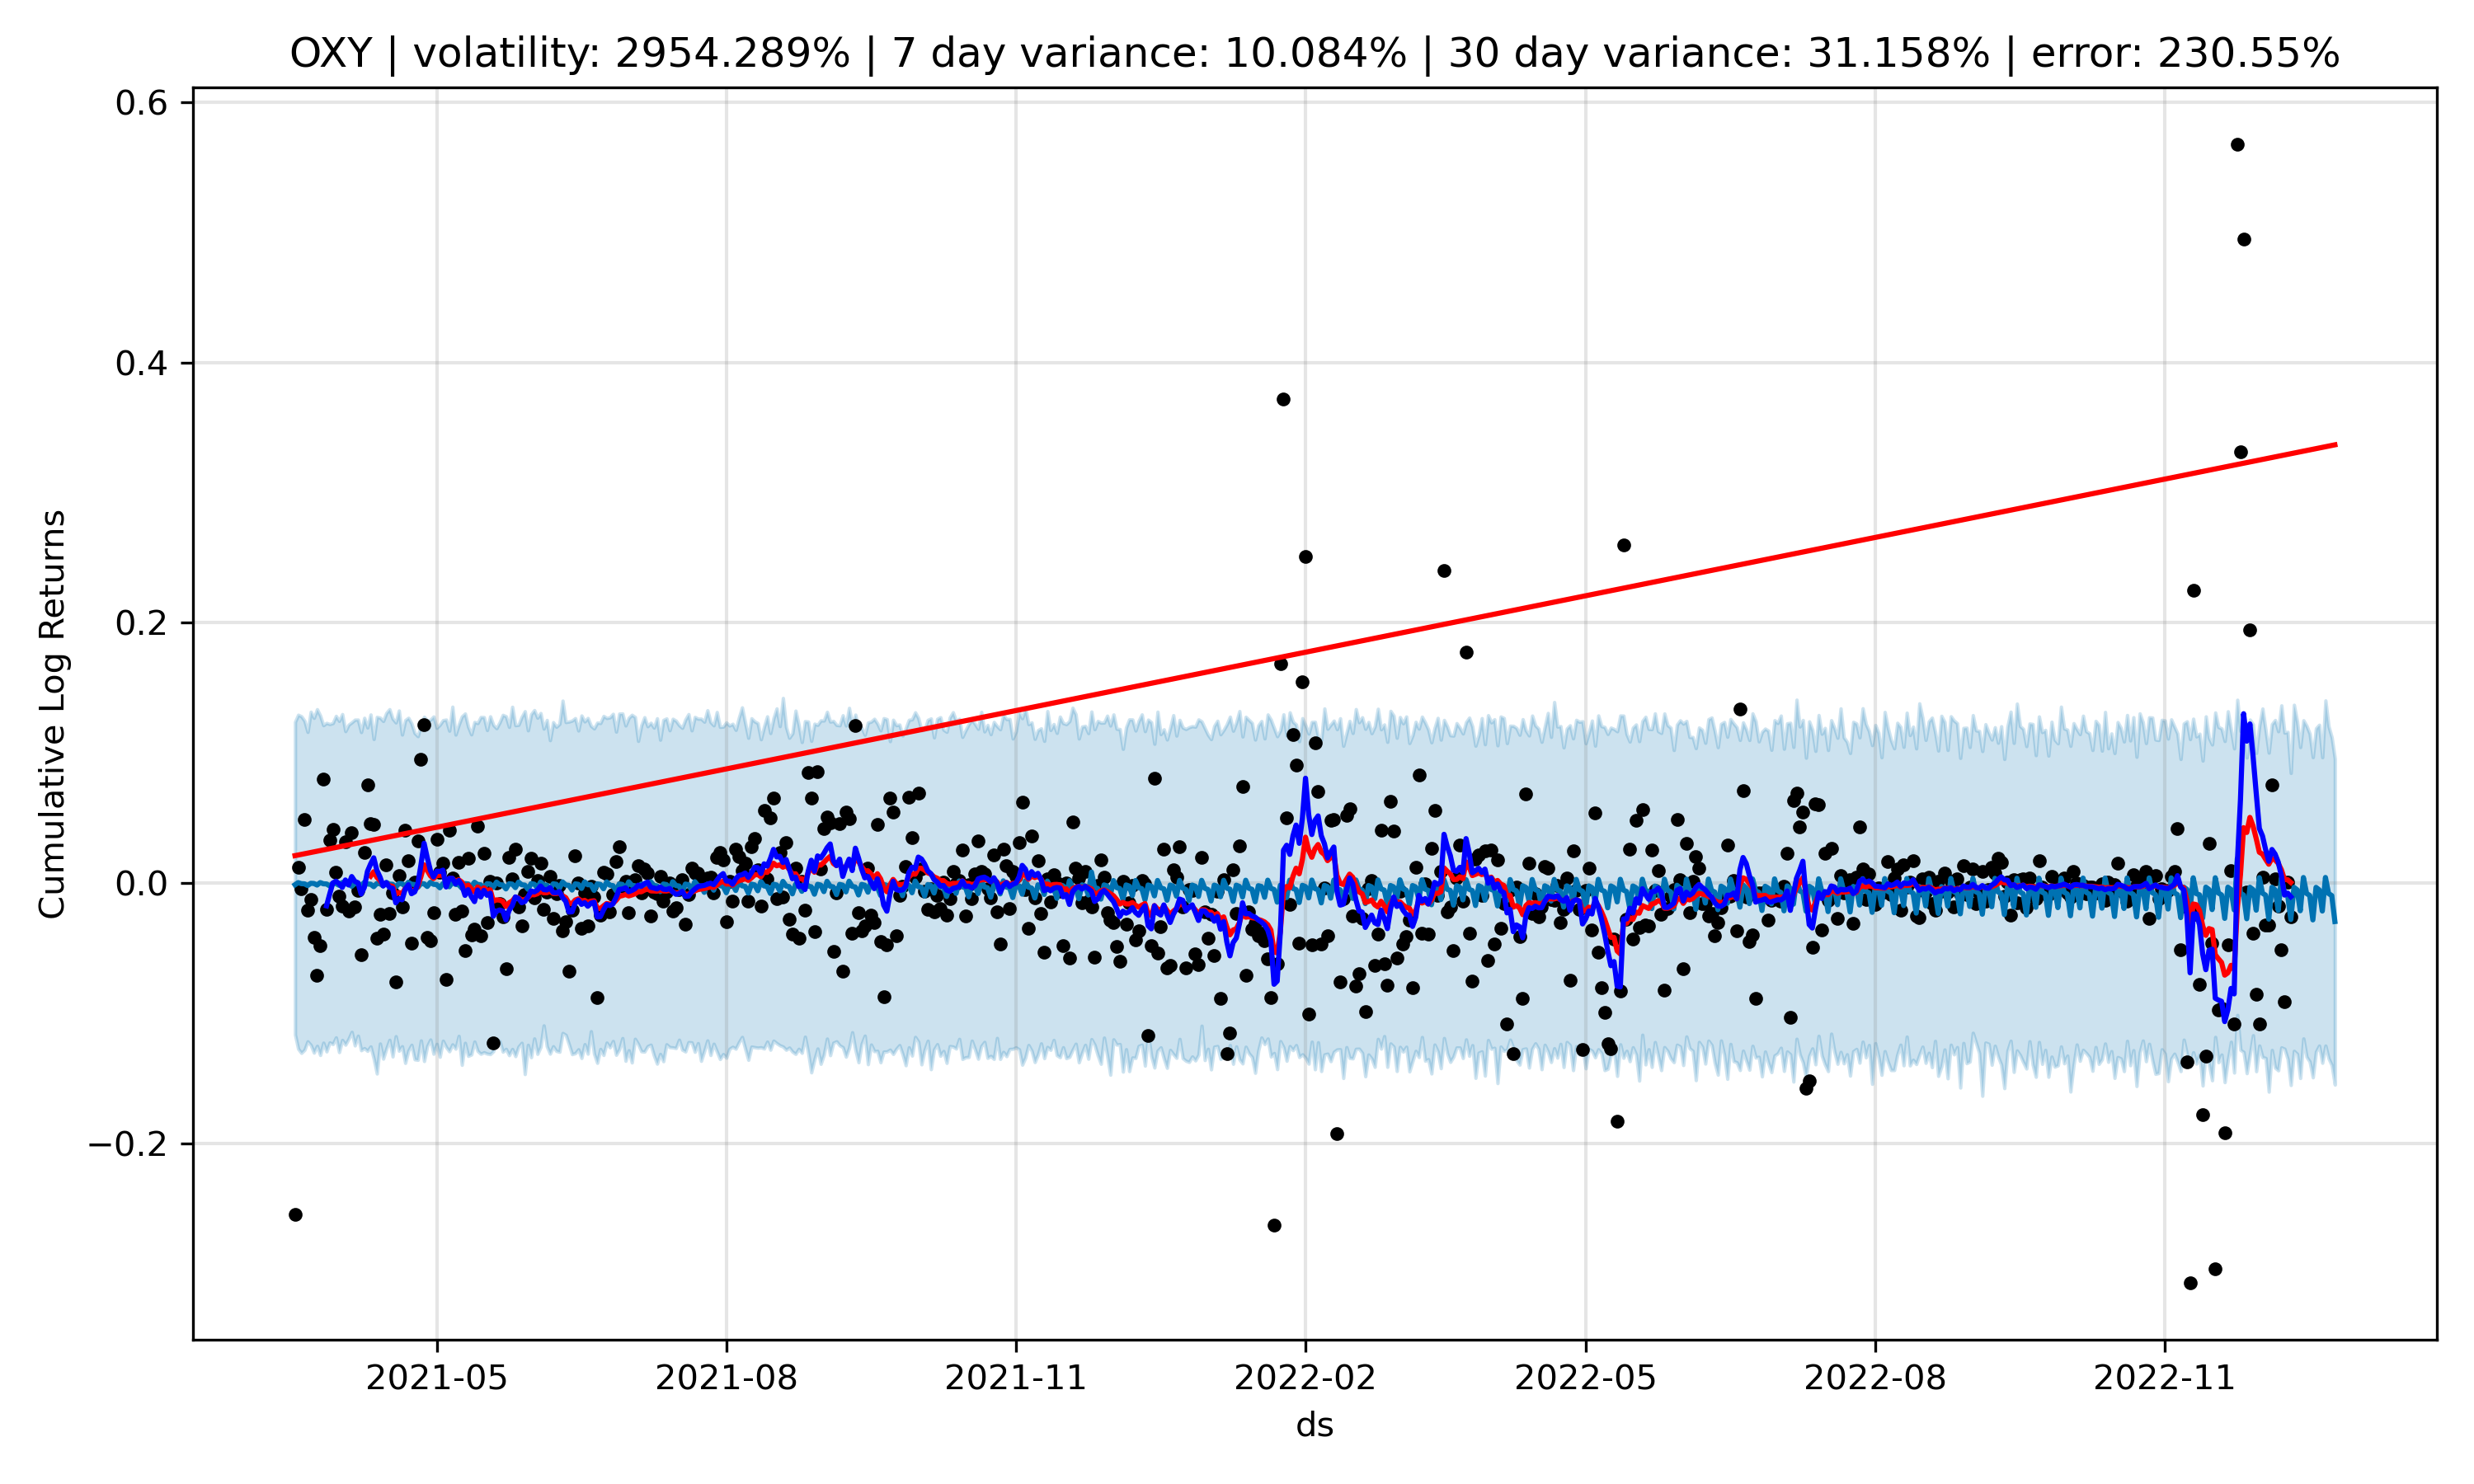 OXY | volatility: 2954.289% | 7 day variance: 10.084% | 30 day variance: 31.158% | error: 230.55%
0.6
0.4
0.2
0.0
−0.2
Cumulative Log Returns
2021-05 2021-08 2021-11 2022-02 2022-05 2022-08 2022-11
ds